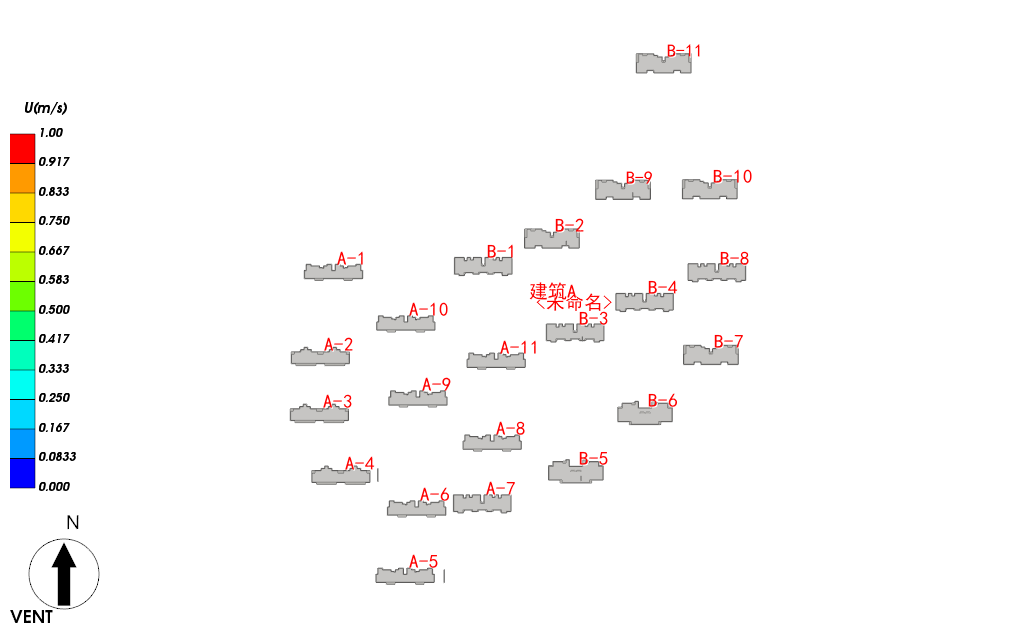 B-11
U(m/s)
1.00
0.917
0.833
0.750
0.667
0.583
0.500
0.417
0.333
0.250
0.167
0.0833
0.000
B-9
B-10
B-2
B-1
B-8
A-1
建筑A
<未命名>
B-4
A-10
B-3
A-2
A-11
B-7
A-9
A-3
B-6
A-8
A-4
B-5
A-6
A-7
A-5
N
VENT